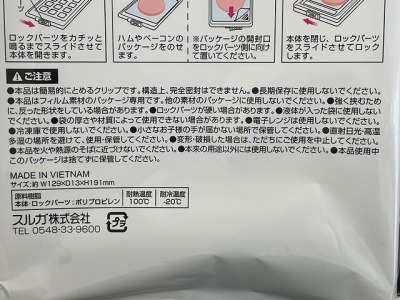 パーツ
ロックパーツをカチッと
鳴るまでスライドさせて
本体を開きます。
ハムやベーコンの
パッケージをのせ
ます。
※パッケージの開封口
をロックパーツ側に向け
て置いてください。
本体を閉じ、ロックパー
ツをスライドさせてロック
します。
⚠ご注意
●本品は簡易的にとめるクリップです。構造上、完全密封はできません。●長期保存に使用しないでください。
●本品はフィルム素材のパッケージ専用です。他の素材のパッケージに使用しないでください。●強く挟むため
に、反った形状をしている場合があります。●ロックパーツが硬い場合があります。●液体が入った袋に使用しない
でください。●袋の厚さや材質によって使用できない場合があります。●電子レンジは使用しないでください。
●冷凍庫で使用しないでください。●小さなお子様の手が届かない場所で保管してください。●直射日光・高温
多湿の場所を避けて、使用・保管してください。●変形・破損した場合は、ただちにご使用を中止してください。
●本品を火や熱源のそばに近づけないでください。●本来の用途以外には使用しないでください。●本品使用中
このパッケージは捨てずに保管してください。
MADE IN VIETNAM
サイズ:約 W129×D13×H191mm
原料樹脂
本体・ロックパーツ:ポリプロピレン
耐熱温度
100℃
耐冷温度
-20℃
スルガ株式会社
TEL 0548-33-9600
プラ